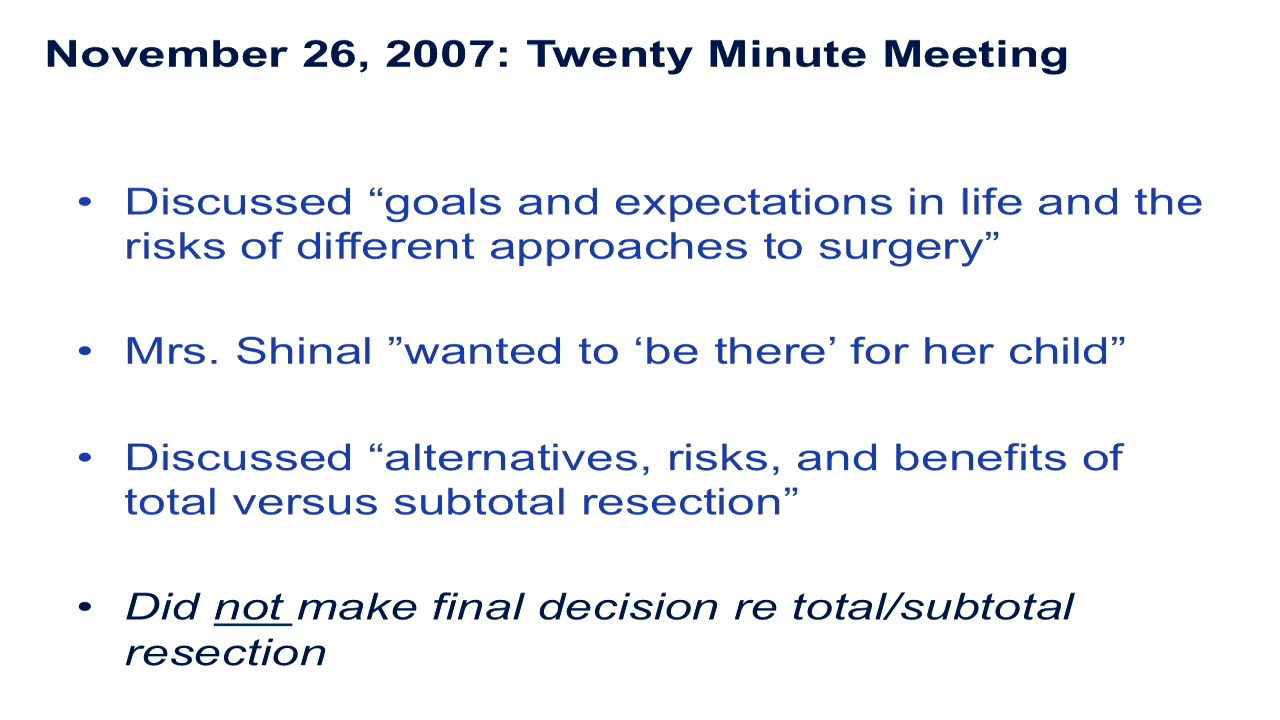 November 26, 2007: Twenty Minute Meeting
• Discussed “goals and expectations in life and the
risks of different approaches to surgery”
• Mrs. Shinal ”wanted to ‘be there’ for her child”
• Discussed “alternatives, risks, and benefits of
total versus subtotal resection”
• Did not make final decision re total/subtotal
resection